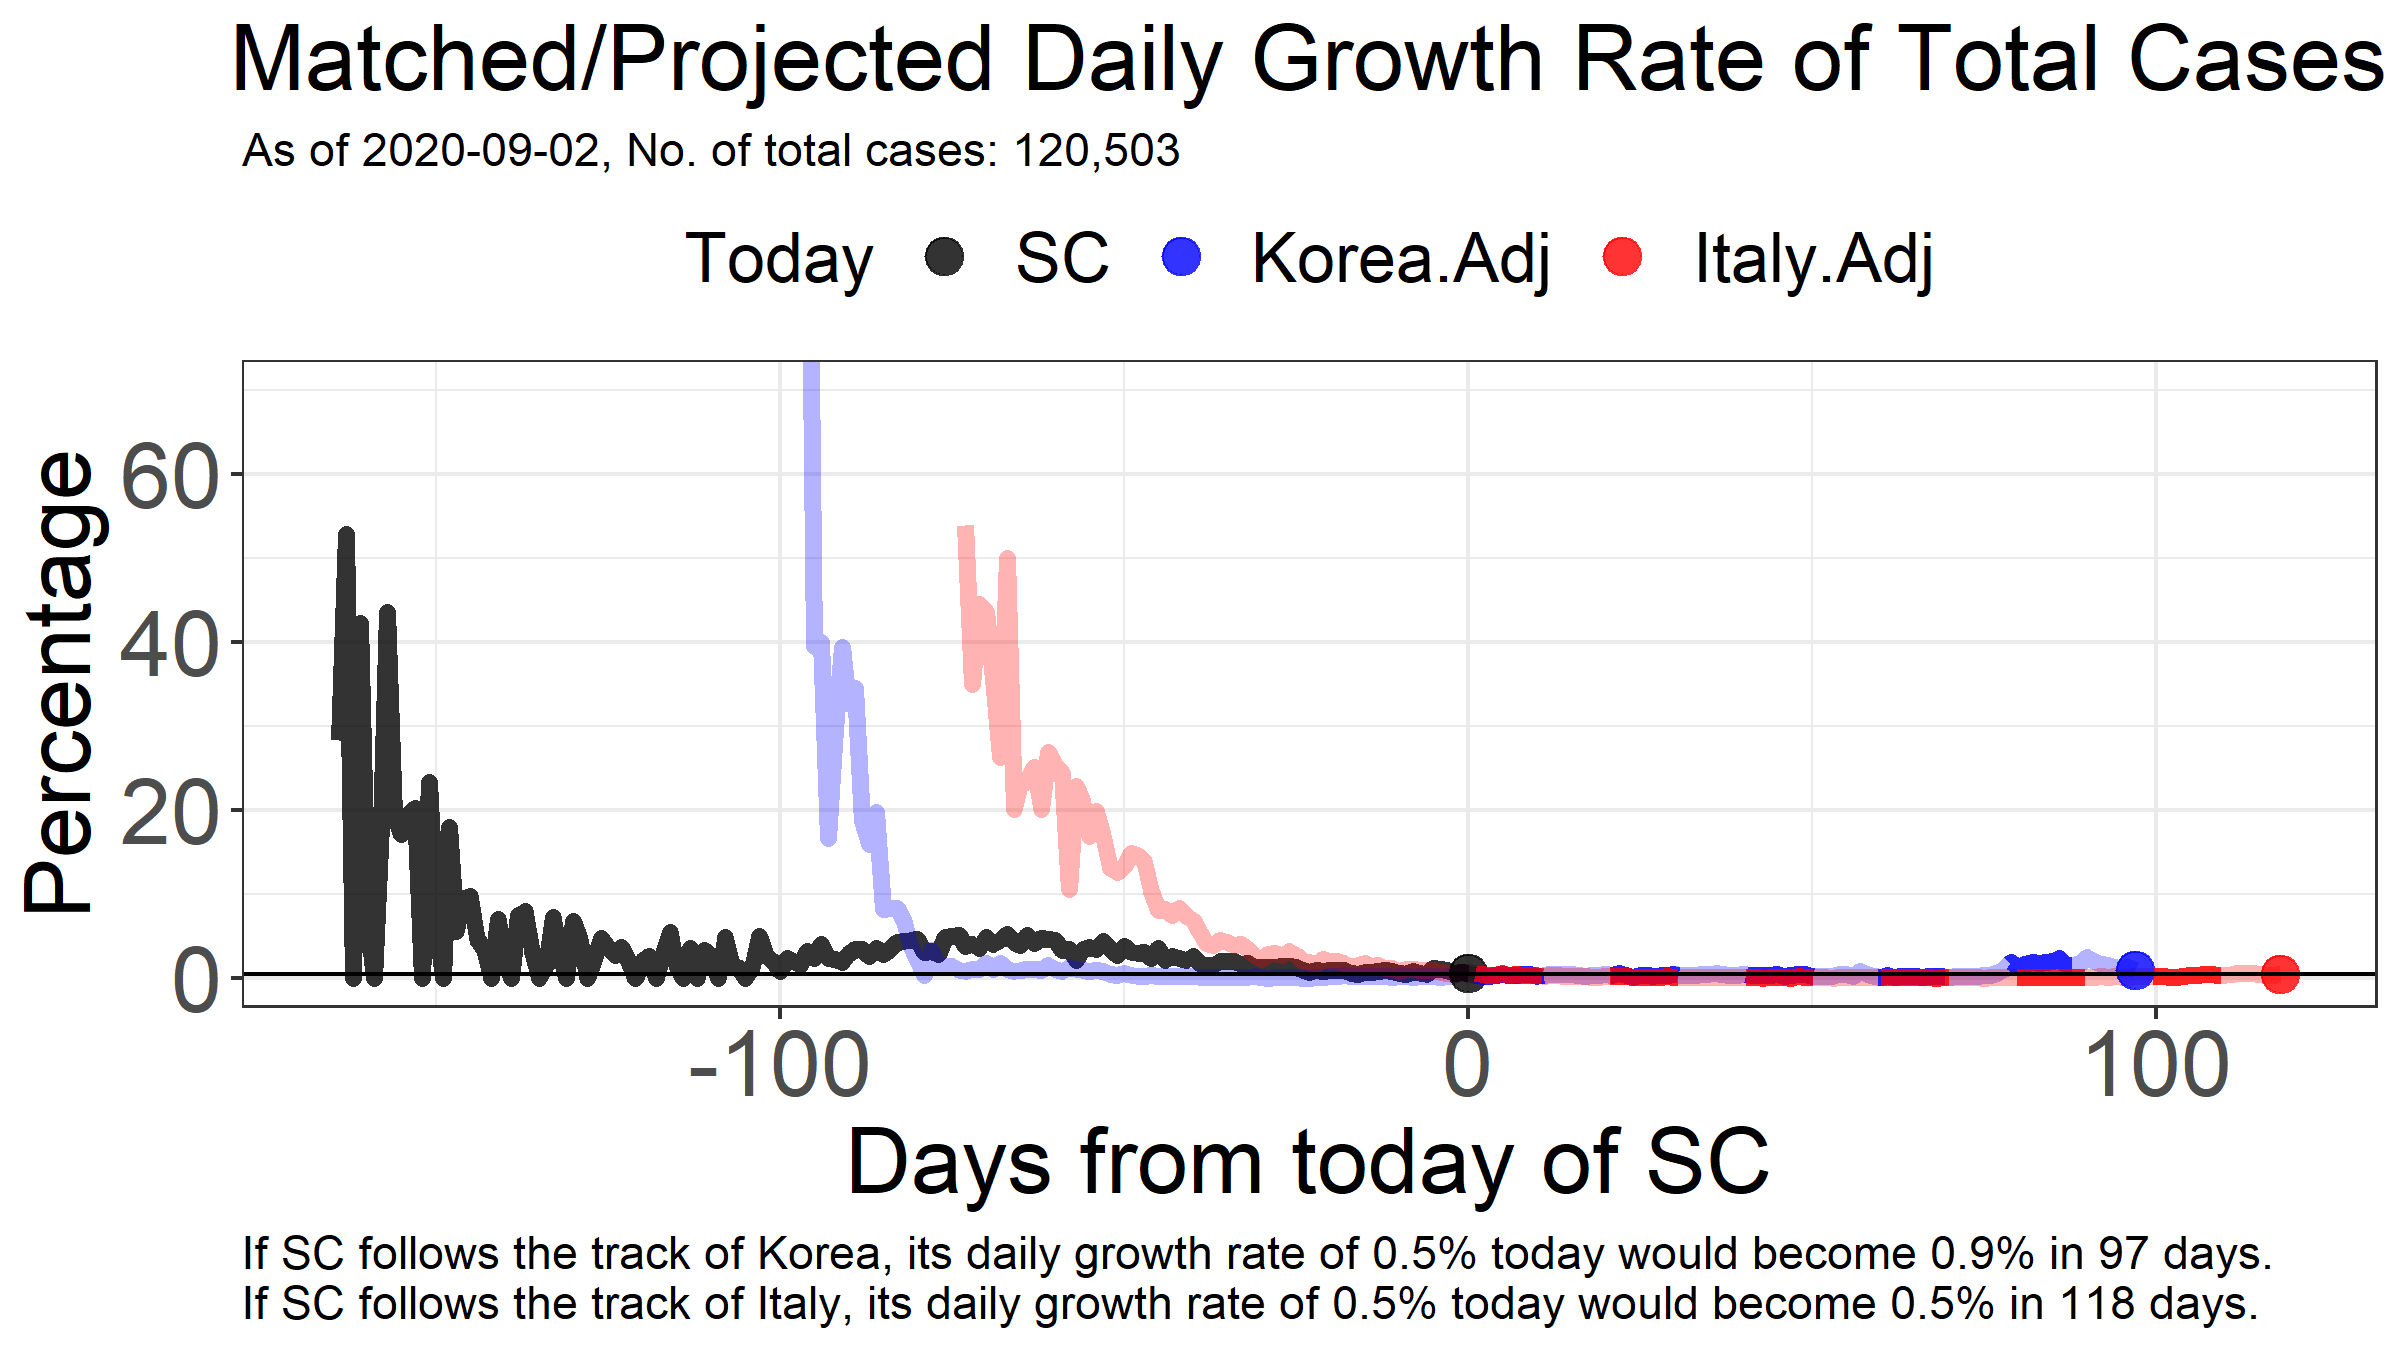 Matched/Projected Daily Growth Rate of Total Cases
As of 2020-09-02, No. of total cases: 120,503
Today SC Korea.Adj Italy.Adj
Percentage
60
40
20
0
-100 0 100
Days from today of SC
If SC follows the track of Korea, its daily growth rate of 0.5% today would become 0.9% in 97 days.
If SC follows the track of Italy, its daily growth rate of 0.5% today would become 0.5% in 118 days.